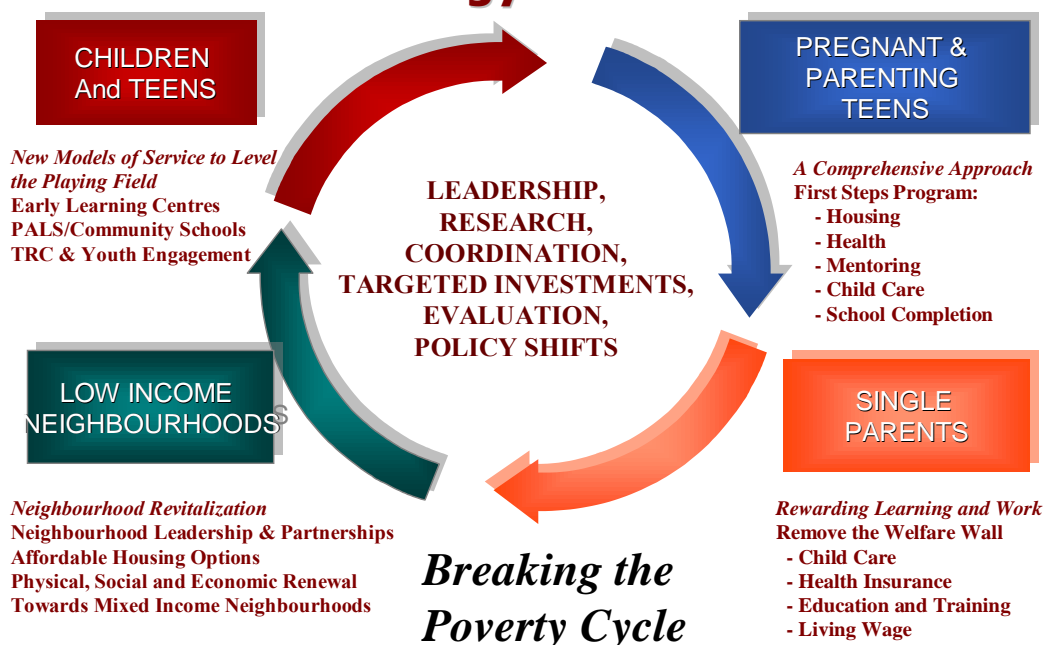 CHILDREN
And TEENS
New Models of Service to Level
the Playing Field
Early Learning Centres
PALS/Community Schools
TRC & Youth Engagement
PREGNANT &
PARENTING
TEENS
A Comprehensive Approach
First Steps Program:
- Housing
- Health
- Mentoring
- Child Care
- School Completion
LEADERSHIP,
RESEARCH,
COORDINATION,
TARGETED INVESTMENTS,
EVALUATION,
POLICY SHIFTS
LOW INCOME
NEIGHBOURHOODS
Neighbourhood Revitalization
Neighbourhood Leadership & Partnerships
Affordable Housing Options
Physical, Social and Economic Renewal
Towards Mixed Income Neighbourhoods
SINGLE
PARENTS
Rewarding Learning and Work
Remove the Welfare Wall
- Child Care
- Health Insurance
- Education and Training
- Living Wage
Breaking the
Poverty Cycle